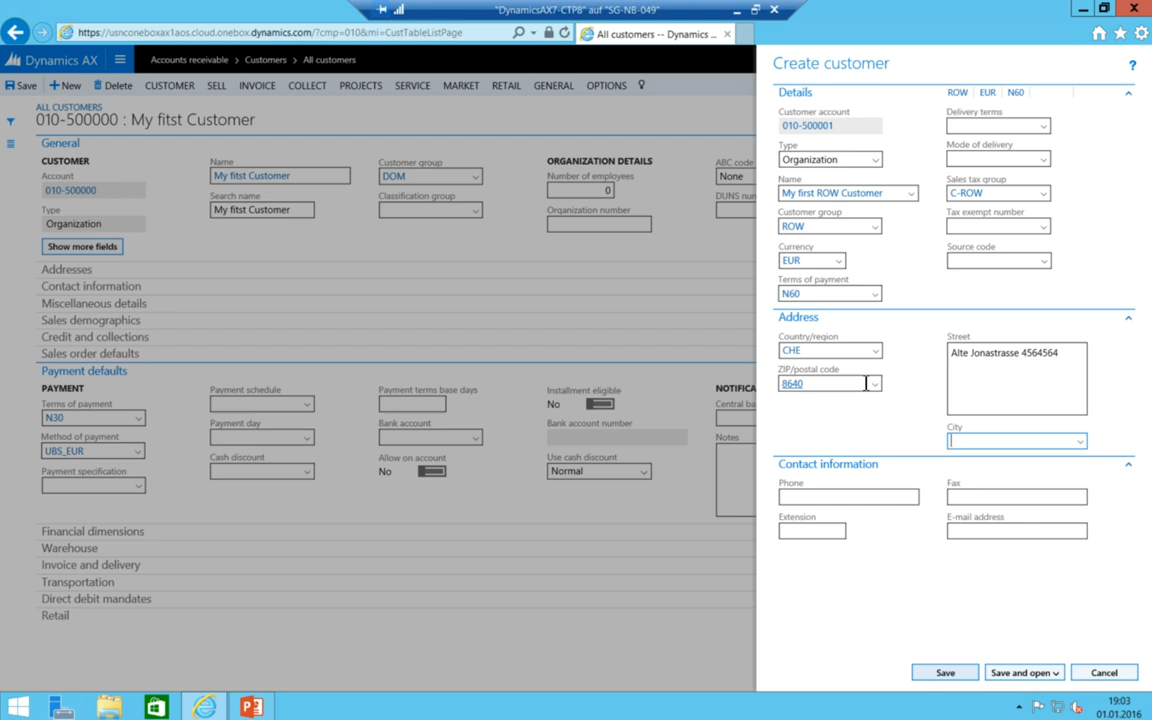 "DynamicsAX7-CTP8" auf "SG-NB-049"
https://usnconeboxax1aos.cloud.onebox.dynamics.com/?cmp=010&mi=CustTableListPage
All customers -- Dynamics ...
Dynamics AX
Accounts receivable > Customers > All customers
Save
New
Delete
CUSTOMER
SELL
INVOICE
COLLECT
PROJECTS
SERVICE
MARKET
RETAIL
GENERAL
OPTIONS
ALL CUSTOMERS
010-500000 : My fitst Customer
General
CUSTOMER
Account
010-500000
Type
Organization
Show more fields
Name
My first Customer
Search name
My fitst Customer
Customer group
DOM
Classification group
ORGANIZATION DETAILS
Number of employees
0
Organization number
ABC code
None
DUNS
Addresses
Contact information
Miscellaneous details
Sales demographics
Credit and collections
Sales order defaults
Payment defaults
PAYMENT
Terms of payment
N30
Method of payment
UBS_EUR
Payment specification
Payment schedule
Payment day
Cash discount
Payment terms base days
Bank account
Allow on account
No
Installment eligible
No
Bank account number
Use cash discount
Normal
NOTIFICA
Central ba
Notes
Financial dimensions
Warehouse
Invoice and delivery
Transportation
Direct debit mandates
Retail
Create customer
?
Details
ROW
EUR
N60
Customer account
010-500001
Type
Organization
Name
My first ROW Customer
Customer group
ROW
Currency
EUR
Terms of payment
N60
Delivery terms
Mode of delivery
Sales tax group
C-ROW
Tax exempt number
Source code
Address
Country/region
CHE
ZIP/postal code
8640
Street
Alte Jonastrasse 4564564
City
Contact information
Phone
Extension
Fax
E-mail address
Save
Save and open
Cancel
19:03
01.01.2016